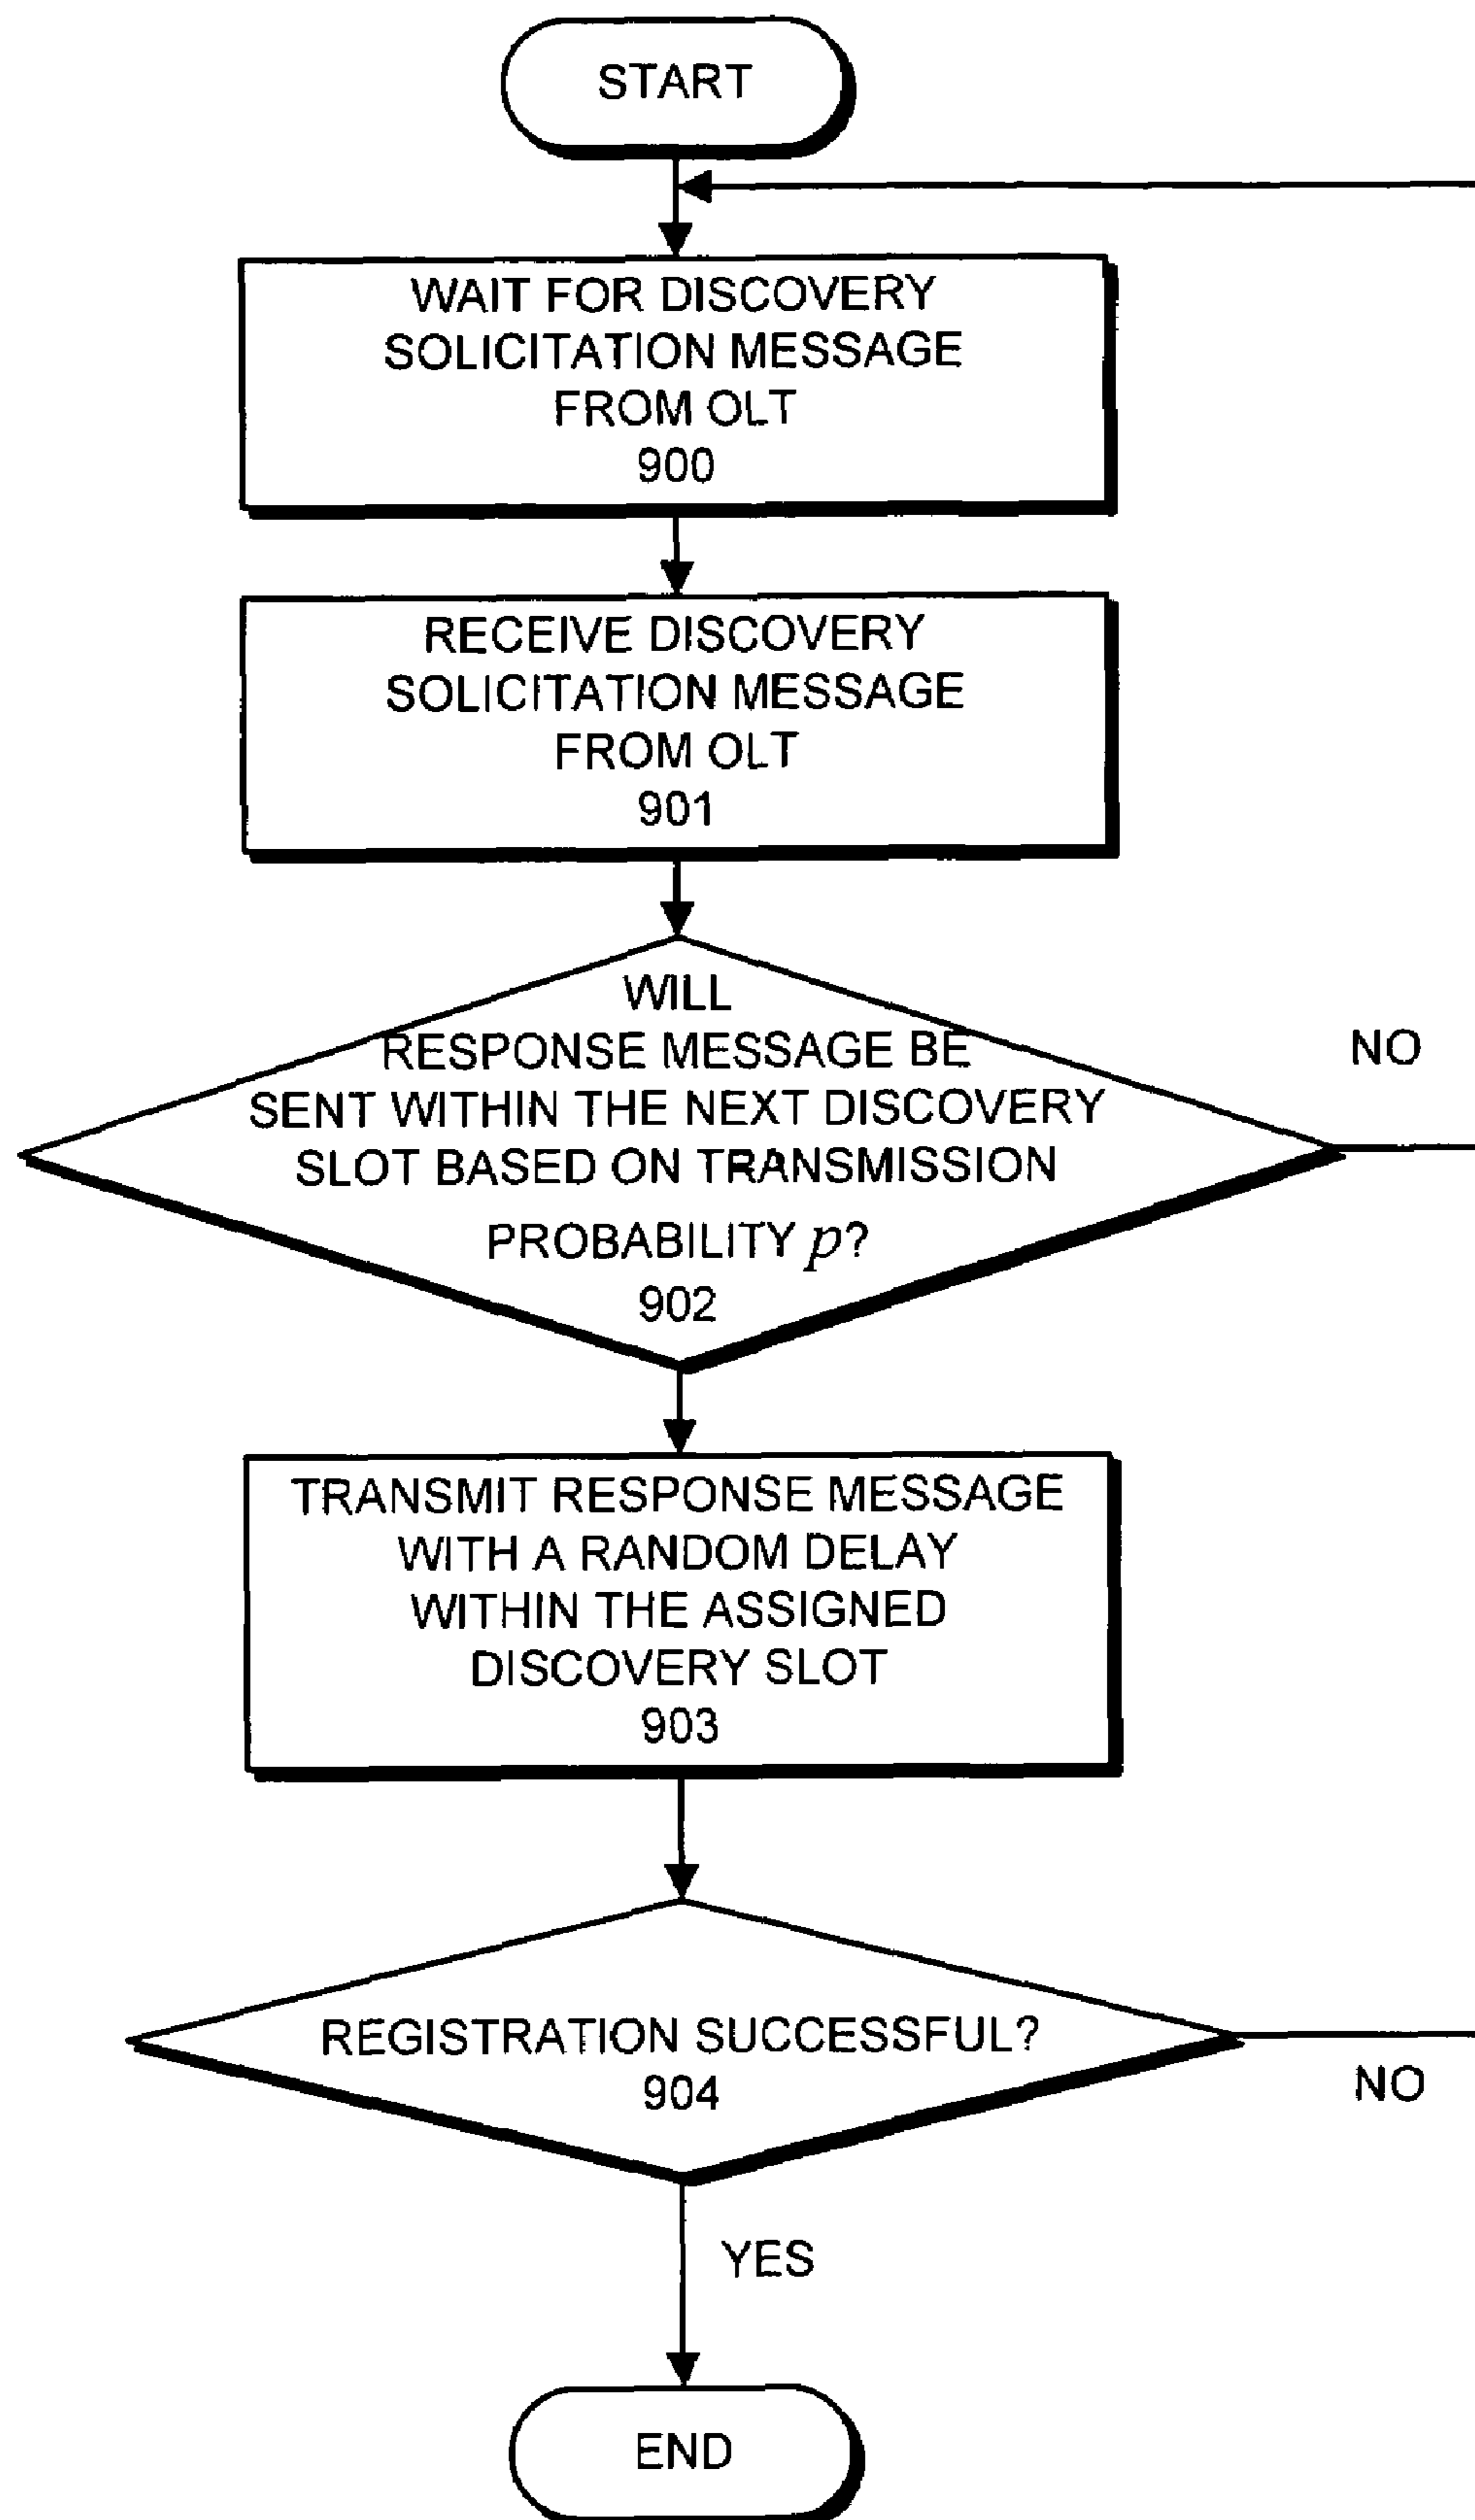 START
WAIT FOR DISCOVERY
SOLICITATION MESSAGE
FROM OLT
900
RECEIVE DISCOVERY
SOLICITATION MESSAGE
FROM OLT
901
WILL
RESPONSE MESSAGE BE
SENT WITHIN THE NEXT DISCOVERY
SLOT BASED ON TRANSMISSION
PROBABILITY p?
902
NO
TRANSMIT RESPONSE MESSAGE
WITH A RANDOM DELAY
WITHIN THE ASSIGNED
DISCOVERY SLOT
903
REGISTRATION SUCCESSFUL?
904
NO
YES
END